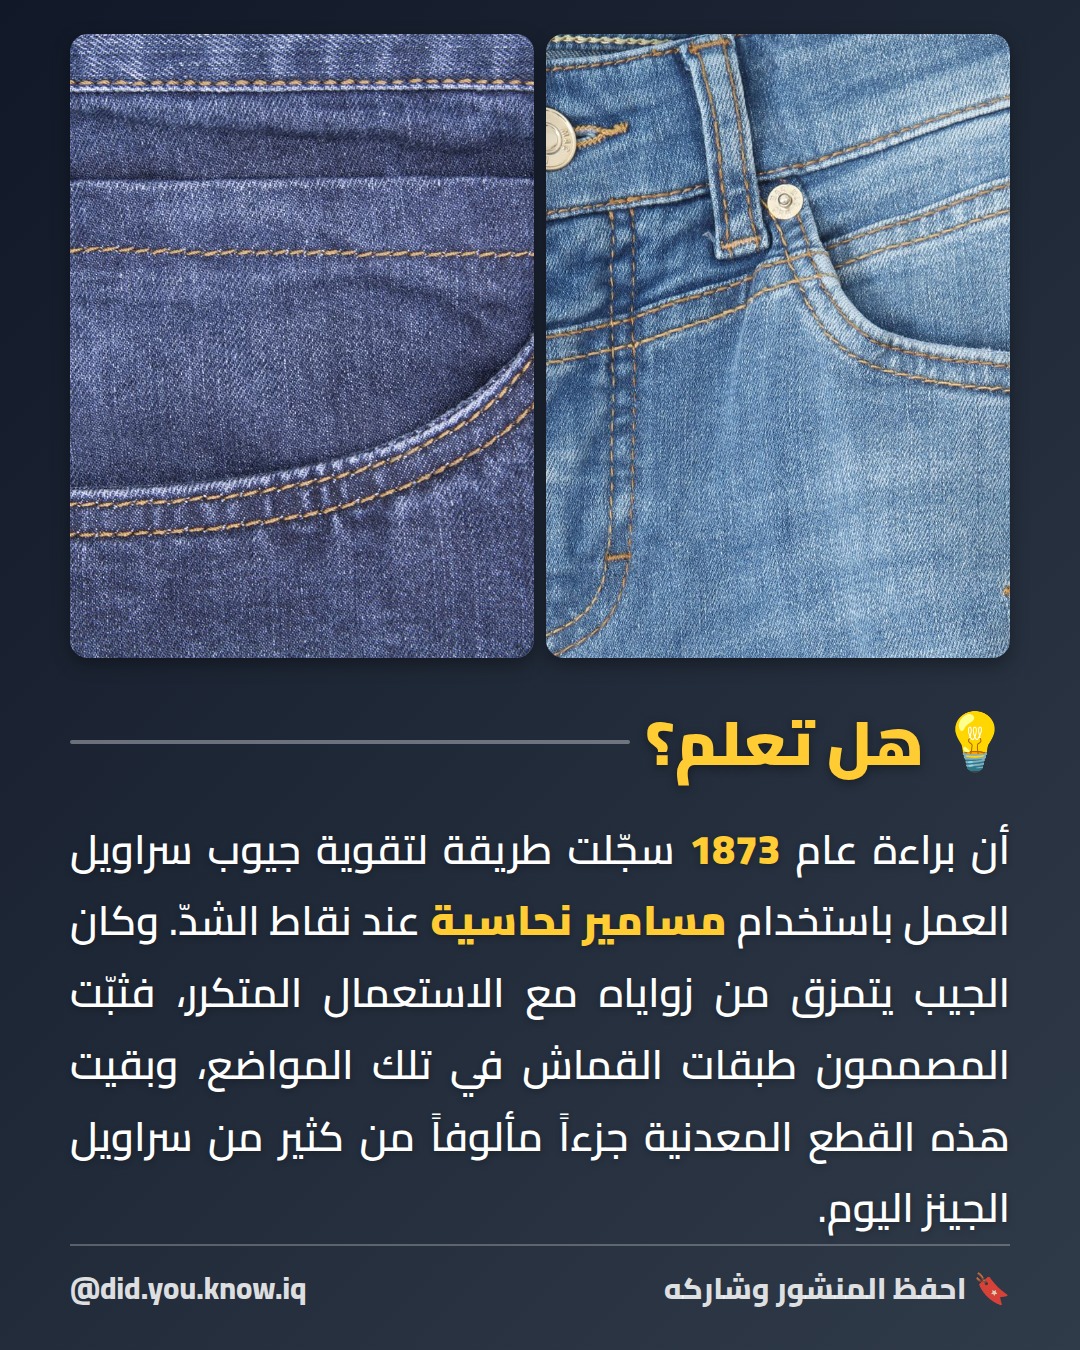 هل تعلم؟
أن براءة عام 1873 سجّلت طريقة لتقوية جيوب سراويل
العمل باستخدام مسامير نحاسية عند نقاط الشدّ. وكان
الجيب يتمزق من زواياه مع الاستعمال المتكرر، فثبّت
المصممون طبقات القماش في تلك المواضع، وبقيت
هذه القطع المعدنية جزءاً مألوفاً من كثير من سراويل
الجينز اليوم.
احفظ المنشور وشاركه
@did.you.know.iq